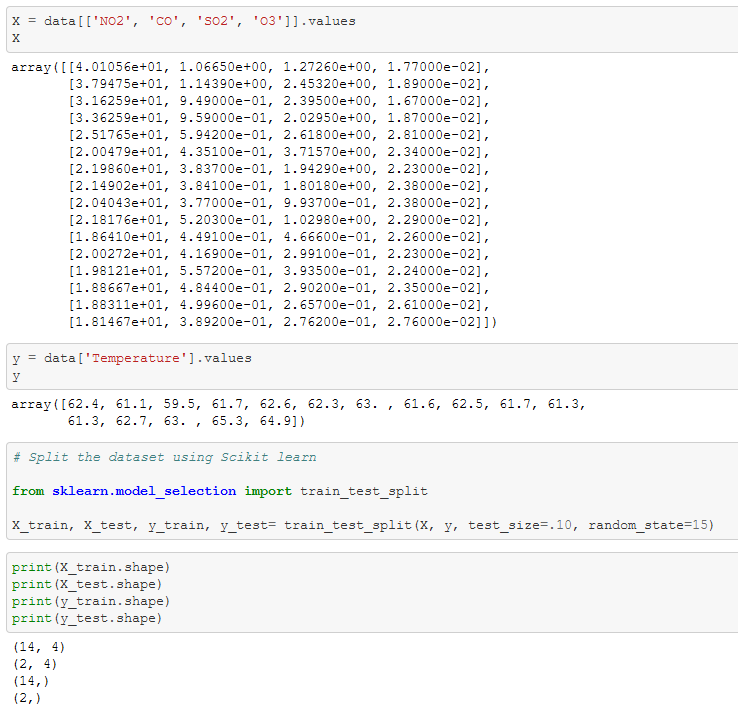 X = data[['NO2', 'CO', 'SO2', 'O3']].values
X
array([[4.01056e+01, 1.06650e+00, 1.27260e+00, 1.77000e-02],
       [3.79475e+01, 1.14390e+00, 2.45320e+00, 1.89000e-02],
       [3.16259e+01, 9.49000e-01, 2.39500e+00, 1.67000e-02],
       [3.36259e+01, 9.59000e-01, 2.02950e+00, 1.87000e-02],
       [2.51765e+01, 5.94200e-01, 2.61800e+00, 2.81000e-02],
       [2.00479e+01, 4.35100e-01, 3.71570e+00, 2.34000e-02],
       [2.19860e+01, 3.83700e-01, 1.94290e+00, 2.23000e-02],
       [2.14902e+01, 3.84100e-01, 1.80180e+00, 2.38000e-02],
       [2.04043e+01, 3.77000e-01, 9.93700e-01, 2.38000e-02],
       [2.18176e+01, 5.20300e-01, 1.02980e+00, 2.29000e-02],
       [1.86410e+01, 4.49100e-01, 4.66600e-01, 2.26000e-02],
       [2.00272e+01, 4.16900e-01, 2.99100e-01, 2.23000e-02],
       [1.98121e+01, 5.57200e-01, 3.93500e-01, 2.24000e-02],
       [1.88667e+01, 4.84400e-01, 2.90200e-01, 2.35000e-02],
       [1.88311e+01, 4.99600e-01, 2.65700e-01, 2.61000e-02],
       [1.81467e+01, 3.89200e-01, 2.76200e-01, 2.76000e-02]])
y = data['Temperature'].values
y
array([62.4, 61.1, 59.5, 61.7, 62.6, 62.3, 63. , 61.6, 62.5, 61.7, 61.3,
       61.3, 62.7, 63. , 65.3, 64.9])
# Split the dataset using Scikit learn
from sklearn.model_selection import train_test_split
X_train, X_test, y_train, y_test= train_test_split(X, y, test_size=.10, random_state=15)
print(X_train.shape)
print(X_test.shape)
print(y_train.shape)
print(y_test.shape)
(14, 4)
(2, 4)
(14,)
(2,)